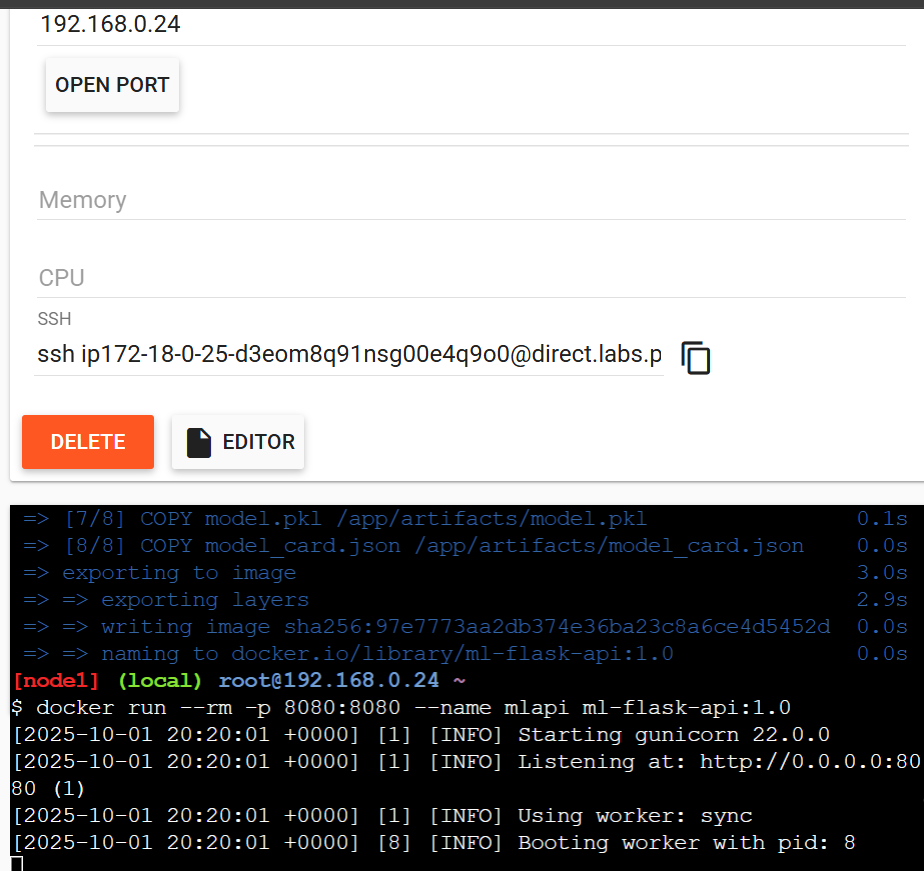 192.168.0.24
OPEN PORT
Memory
CPU
SSH
ssh ip172-18-0-25-d3eom8q91nsg00e4q9o0@direct.labs.p
DELETE
EDITOR
=> [7/8] COPY model.pkl /app/artifacts/model.pkl 0.1s
=> [8/8] COPY model_card.json /app/artifacts/model_card.json 0.0s
=> exporting to image 3.0s
=> => exporting layers 2.9s
=> => writing image sha256:97e7773aa2db374e36ba23c8a6ce4d5452d 0.0s
=> => naming to docker.io/library/ml-flask-api:1.0 0.0s
[node1] (local) root@192.168.0.24 ~
$ docker run --rm -p 8080:8080 --name mlapi ml-flask-api:1.0
[2025-10-01 20:20:01 +0000] [1] [INFO] Starting gunicorn 22.0.0
[2025-10-01 20:20:01 +0000] [1] [INFO] Listening at: http://0.0.0.0:80
80 (1)
[2025-10-01 20:20:01 +0000] [1] [INFO] Using worker: sync
[2025-10-01 20:20:01 +0000] [8] [INFO] Booting worker with pid: 8